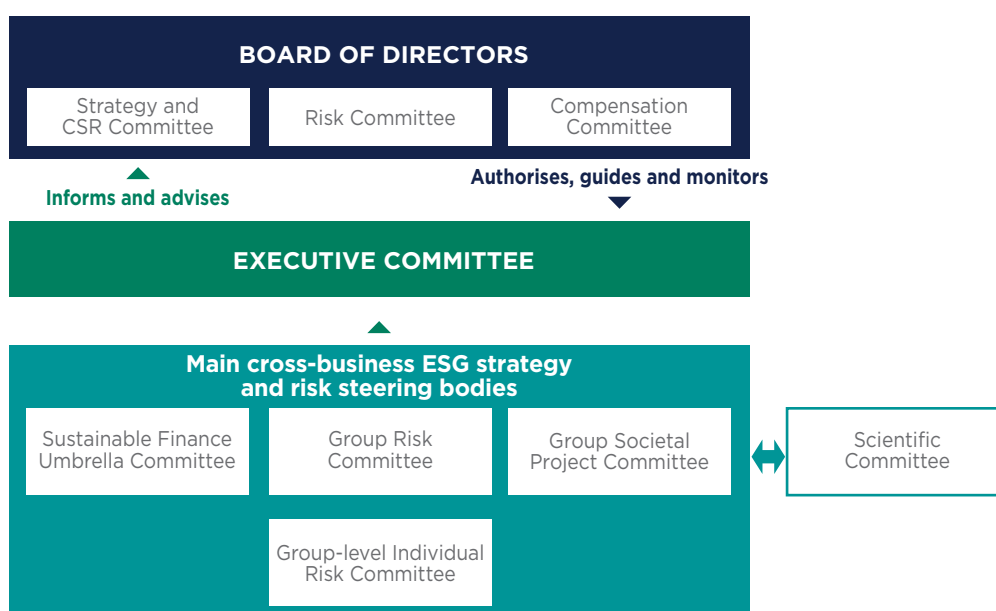 BOARD OF DIRECTORS
Strategy and
CSR Committee
Risk Committee
Compensation
Committee
Informs and advises
Authorises, guides and monitors
EXECUTIVE COMMITTEE
Main cross-business ESG strategy
and risk steering bodies
Sustainable Finance
Umbrella Committee
Group Risk
Committee
Group Societal
Project Committee
Scientific
Committee
Group-level Individual
Risk Committee